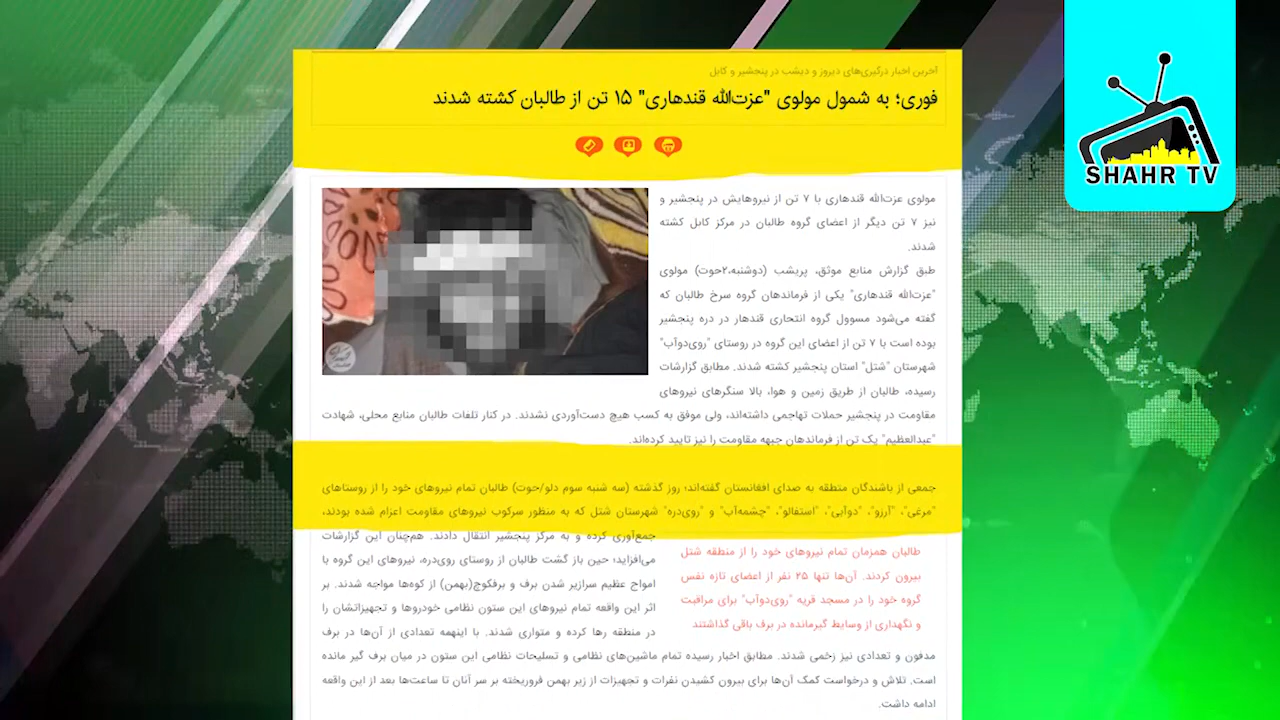 SHAHR TV
آخرین اخبار درگیری‌های دیروز و دیشب در پنجشیر و کابل
فوری؛ به شمول مولوی "عزت‌الله قندهاری" ۱۵ تن از طالبان کشته شدند
مولوی عزت‌الله قندهاری با ۷ تن از نیروهایش در پنجشیر و
نیز ۷ تن دیگر از اعضای گروه طالبان در مرکز کابل کشته
شدند.
طبق گزارش منابع موثق، پریشب (دوشنبه،۲حوت) مولوی
"عزت‌الله قندهاری" یکی از فرماندهان گروه سرخ طالبان که
گفته می‌شود مسوول گروه انتحاری قندهار در دره پنجشیر
بوده است با ۷ تن از اعضای این گروه در روستای "روی‌دوآب"
شهرستان "شتل" استان پنجشیر کشته شدند. مطابق گزارشات
رسیده، طالبان از طریق زمین و هوا، بالا سنگرهای نیروهای
مقاومت در پنجشیر حملات تهاجمی داشته‌اند، ولی موفق به کسب هیچ دست‌آوردی نشدند. در کنار تلفات طالبان منابع محلی، شهادت
"عبدالعظیم" یک تن از فرماندهان جبهه مقاومت را نیز تایید کرده‌اند.
جمعی از باشندگان منطقه به صدای افغانستان گفته‌اند؛ روز گذشته (سه شنبه سوم دلو/حوت) طالبان تمام نیروهای خود را از روستاهای
"مرغی"، "آرزو"، "دوآبی"، "استفالو"، "چشمه‌آب" و "روی‌دره" شهرستان شتل که به منظور سرکوب نیروهای مقاومت اعزام شده بودند،
جمع‌آوری کرده و به مرکز پنجشیر انتقال دادند. هم‌چنان این گزارشات
می‌افزاید؛ حین باز گشت طالبان از روستای روی‌دره، نیروهای این گروه با
امواج عظیم سرازیر شدن برف و برفکوچ(بهمن) از کوه‌ها مواجه شدند. بر
اثر این واقعه تمام نیروهای این ستون نظامی خودروها و تجهیزاتشان را
در منطقه رها کرده و متواری شدند. با اینهمه تعدادی از آن‌ها در برف
طالبان همزمان تمام نیروهای خود را از منطقه شتل
بیرون کردند. آن‌ها تنها ۲۵ نفر از اعضای تازه نفس
گروه خود را در مسجد قریه "روی‌دوآب" برای مراقبت
و نگهداری از وسایط گیرمانده در برف باقی گذاشتند
مدفون و تعدادی نیز زخمی شدند. مطابق اخبار رسیده تمام ماشین‌های نظامی و تسلیحات نظامی این ستون در میان برف گیر مانده
است. تلاش و درخواست کمک آن‌ها برای بیرون کشیدن نفرات و تجهیزات از زیر بهمن فروریخته بر سر آنان تا ساعت‌ها بعد از این واقعه
ادامه داشت.